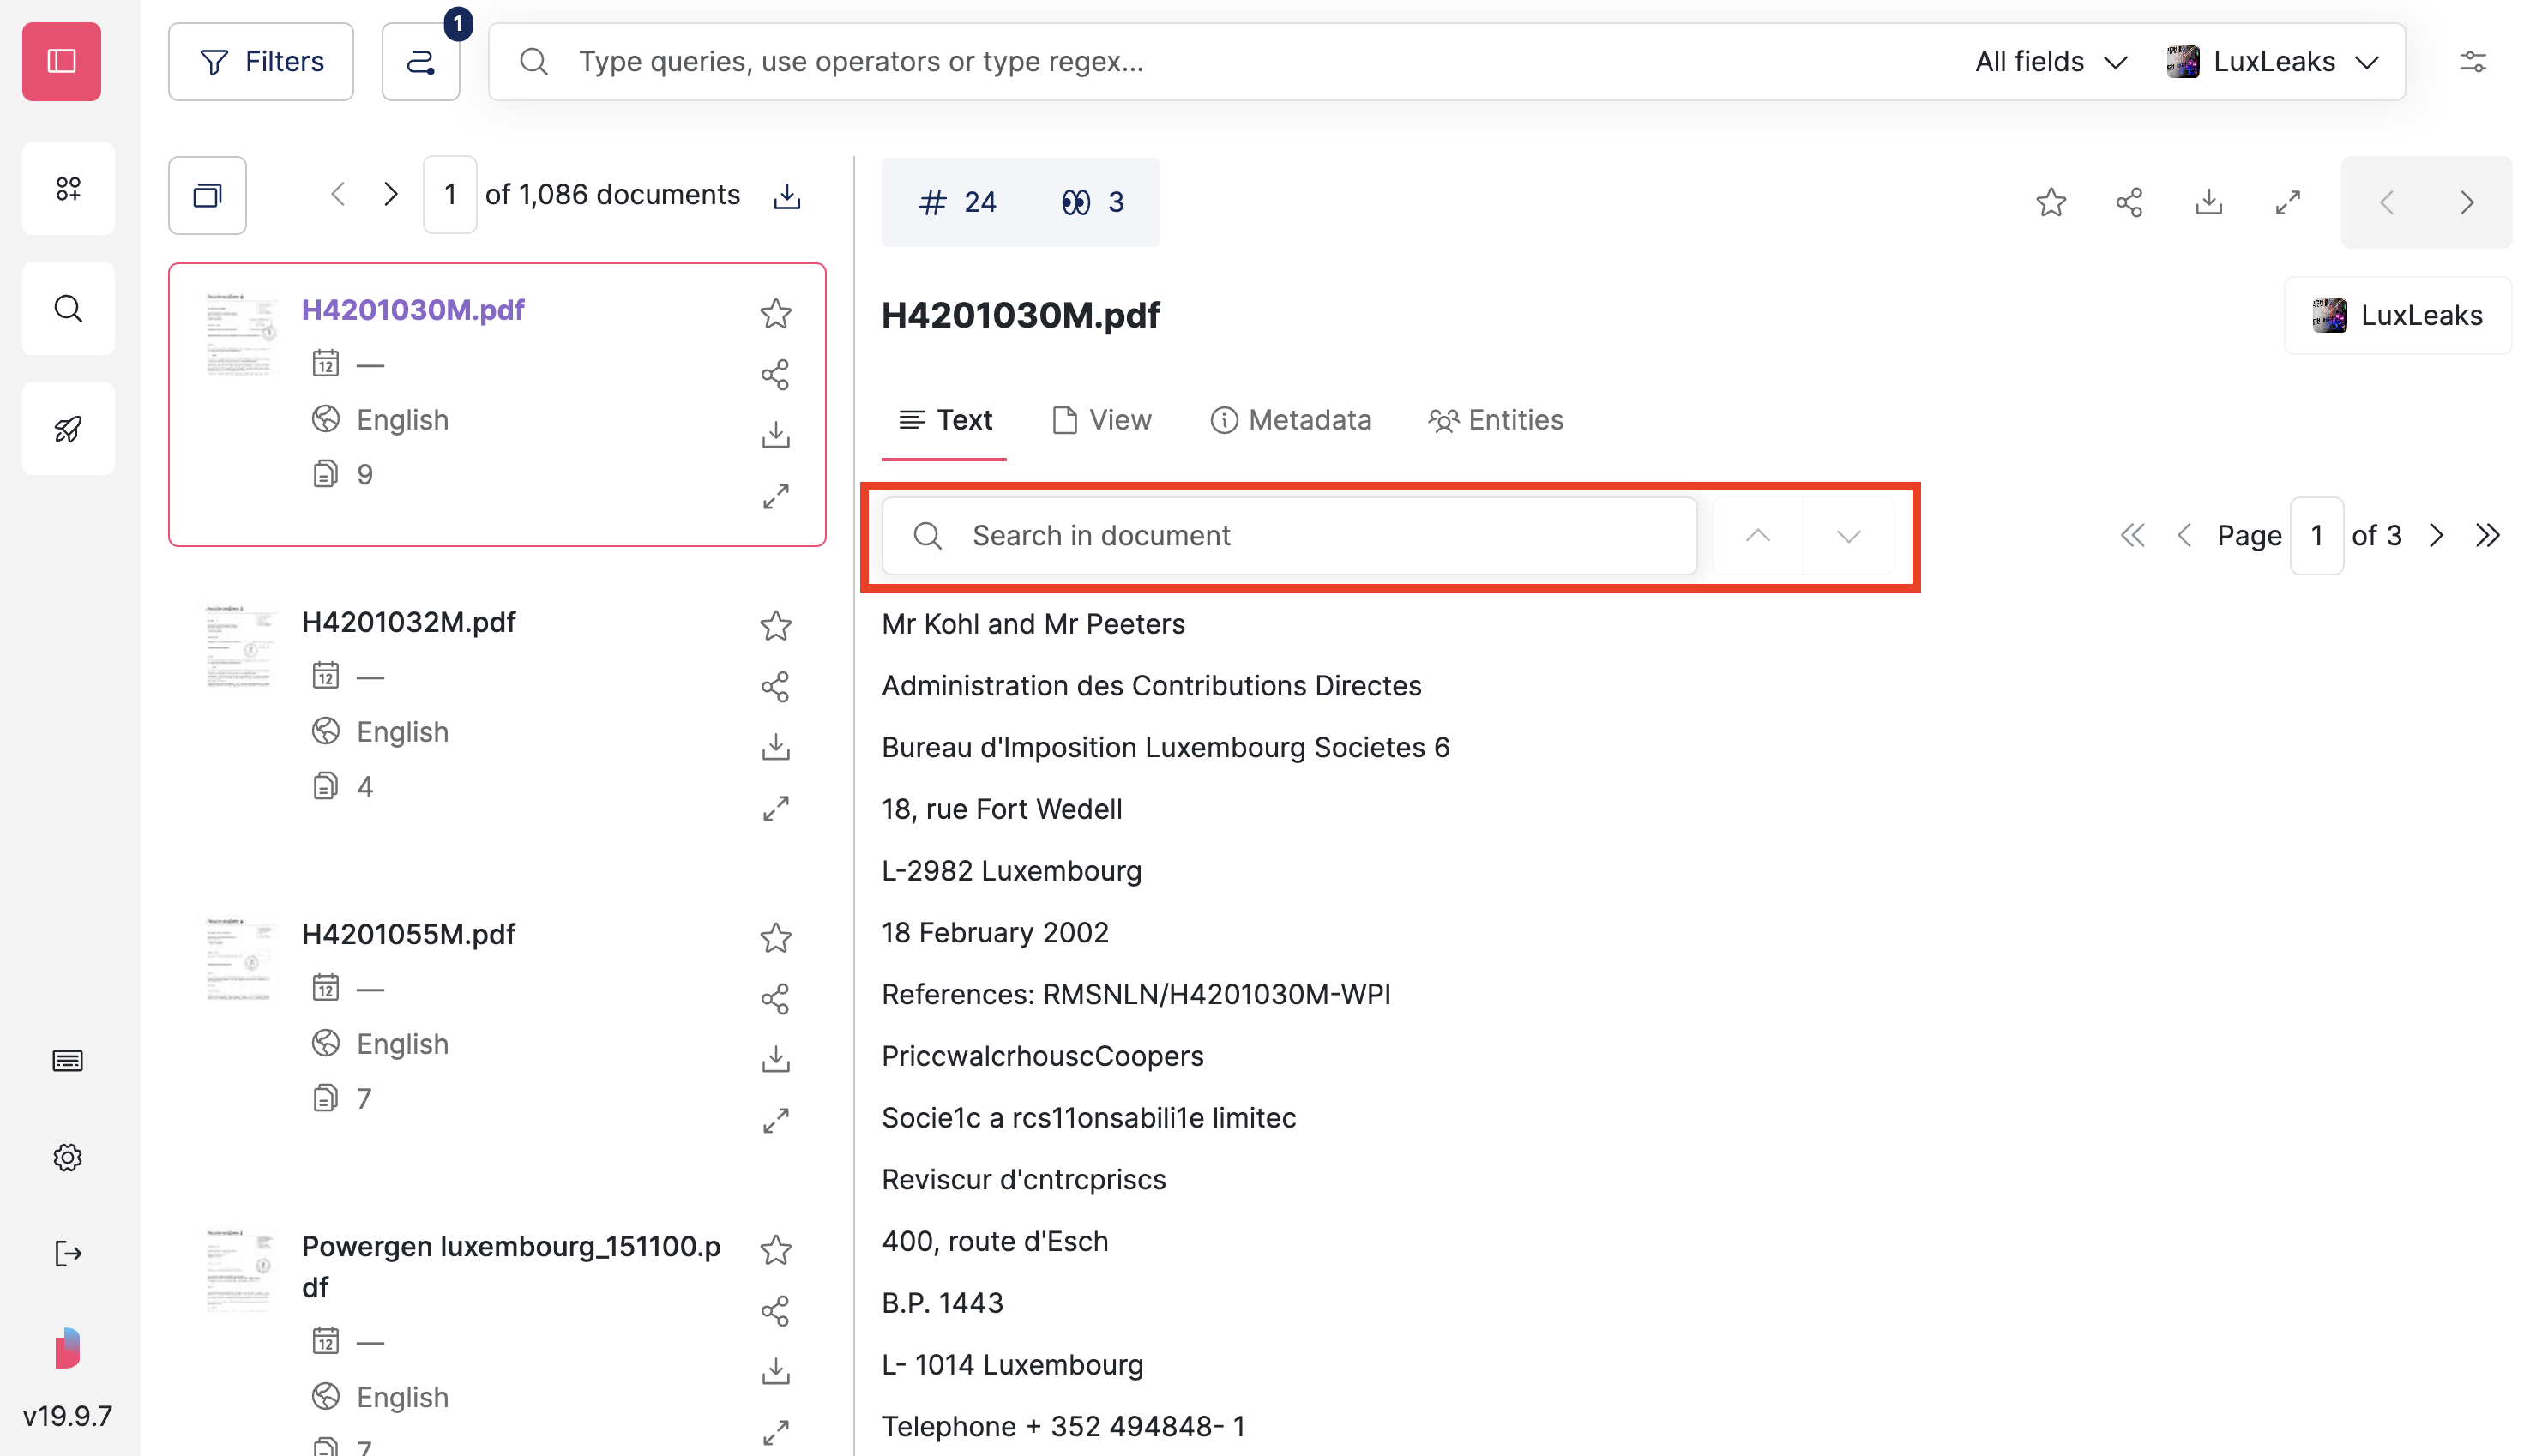 Filters
1
Type queries, use operators or type regex...
All fields
LuxLeaks
1 of 1,086 documents
24
3
H4201030M.pdf
12 —
English
9
H4201032M.pdf
12 —
English
4
H4201055M.pdf
12 —
English
7
Powergen luxembourg_151100.p
df
12 —
English
7
v19.9.7
H4201030M.pdf
LuxLeaks
Text
View
Metadata
Entities
Search in document
Page 1 of 3
Mr Kohl and Mr Peeters
Administration des Contributions Directes
Bureau d'Imposition Luxembourg Societes 6
18, rue Fort Wedell
L-2982 Luxembourg
18 February 2002
References: RMSNLN/H4201030M-WPI
PriccwalcrhouscCoopers
Socie1c a rcs11onsabili1e limitec
Reviscur d'cntrcpriscs
400, route d'Esch
B.P. 1443
L- 1014 Luxembourg
Telephone + 352 494848- 1